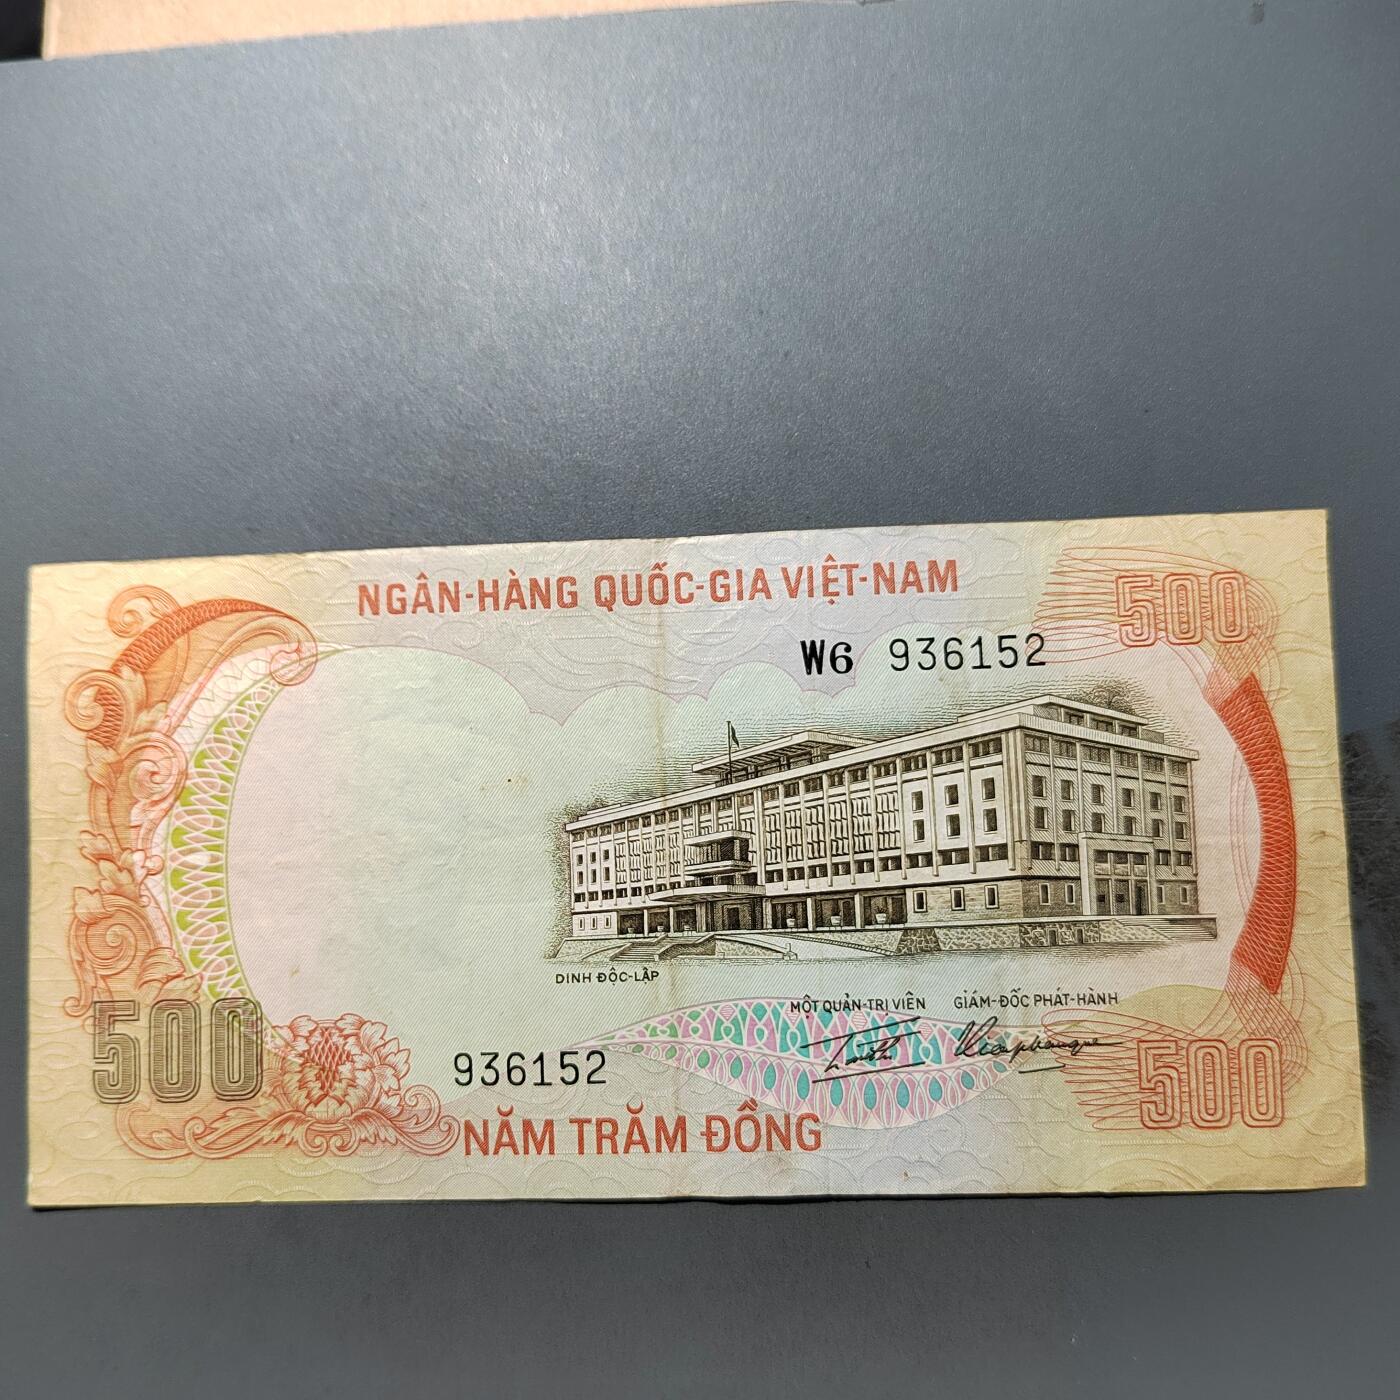 NGÂN-HÀNG QUỐC-GIA VIỆT-NAM
500
W6 936152
DINH ĐỘC-LẬP
MỘT QUẢN-TRỊ VIÊN GIÁM-ĐỐC PHÁT-HÀNH
500
936152
500
NĂM TRĂM ĐỒNG